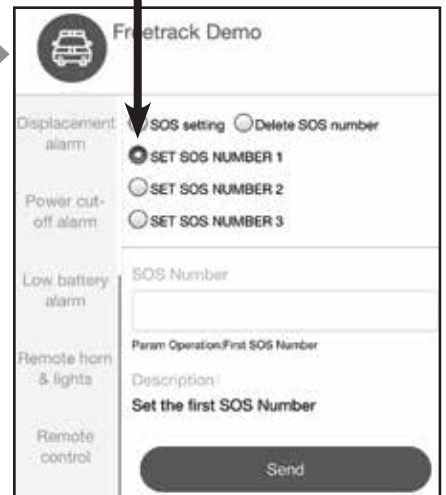 Freetrack Demo
Displacement
alarm
Power cut-
off alarm
Low battery
alarm
Remote horn
& lights
Remote
control
SOS setting Delete SOS number
SET SOS NUMBER 1
SET SOS NUMBER 2
SET SOS NUMBER 3
SOS Number
Param Operation:First SOS Number
Description:
Set the first SOS Number
Send